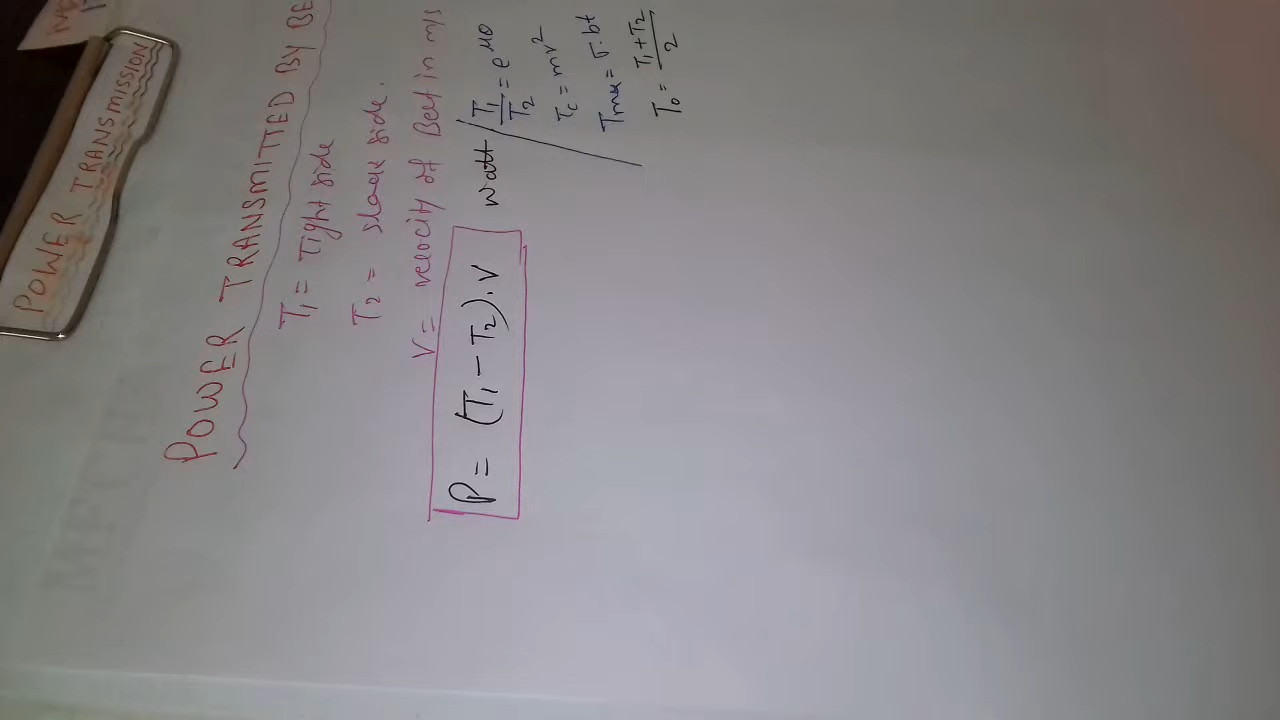 POWER TRANSMISSION
POWER TRANSMITTED BY BE
T1 = Tight side
T2 = slack side.
V = velocity of Belt in m/s
P = (T1 - T2).V watt
T1/T2 = e^μθ
Tc = mv²
Tmax = σ.bt
T0 = (T1+T2)/2